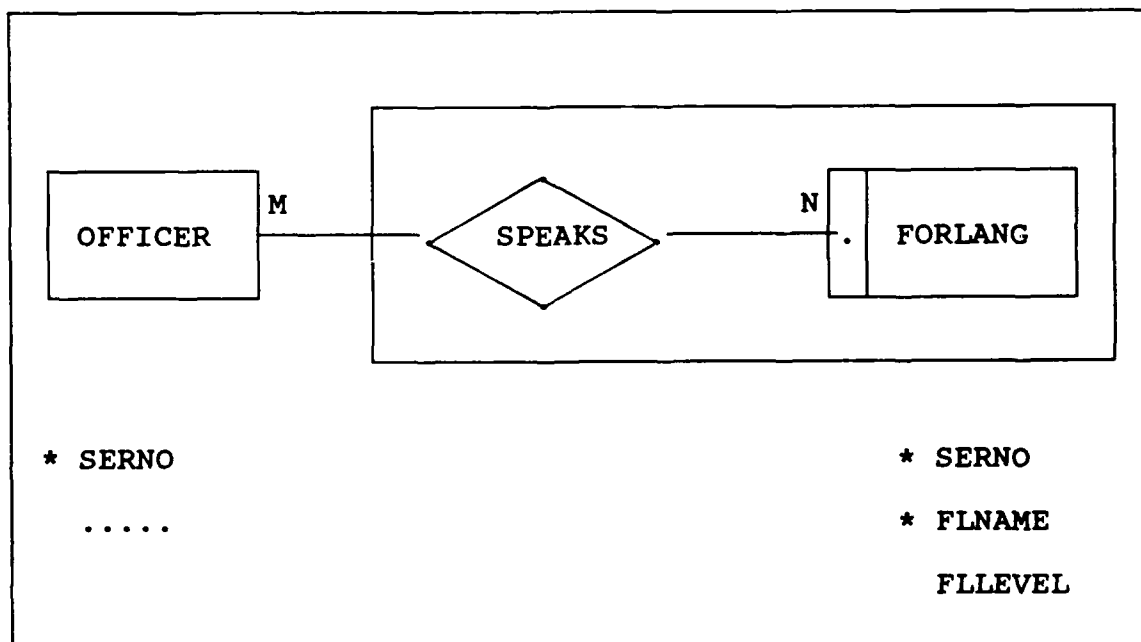 M
N
OFFICER
SPEAKS
.
FORLANG
* SERNO
.....
* SERNO
* FLNAME
FLLEVEL